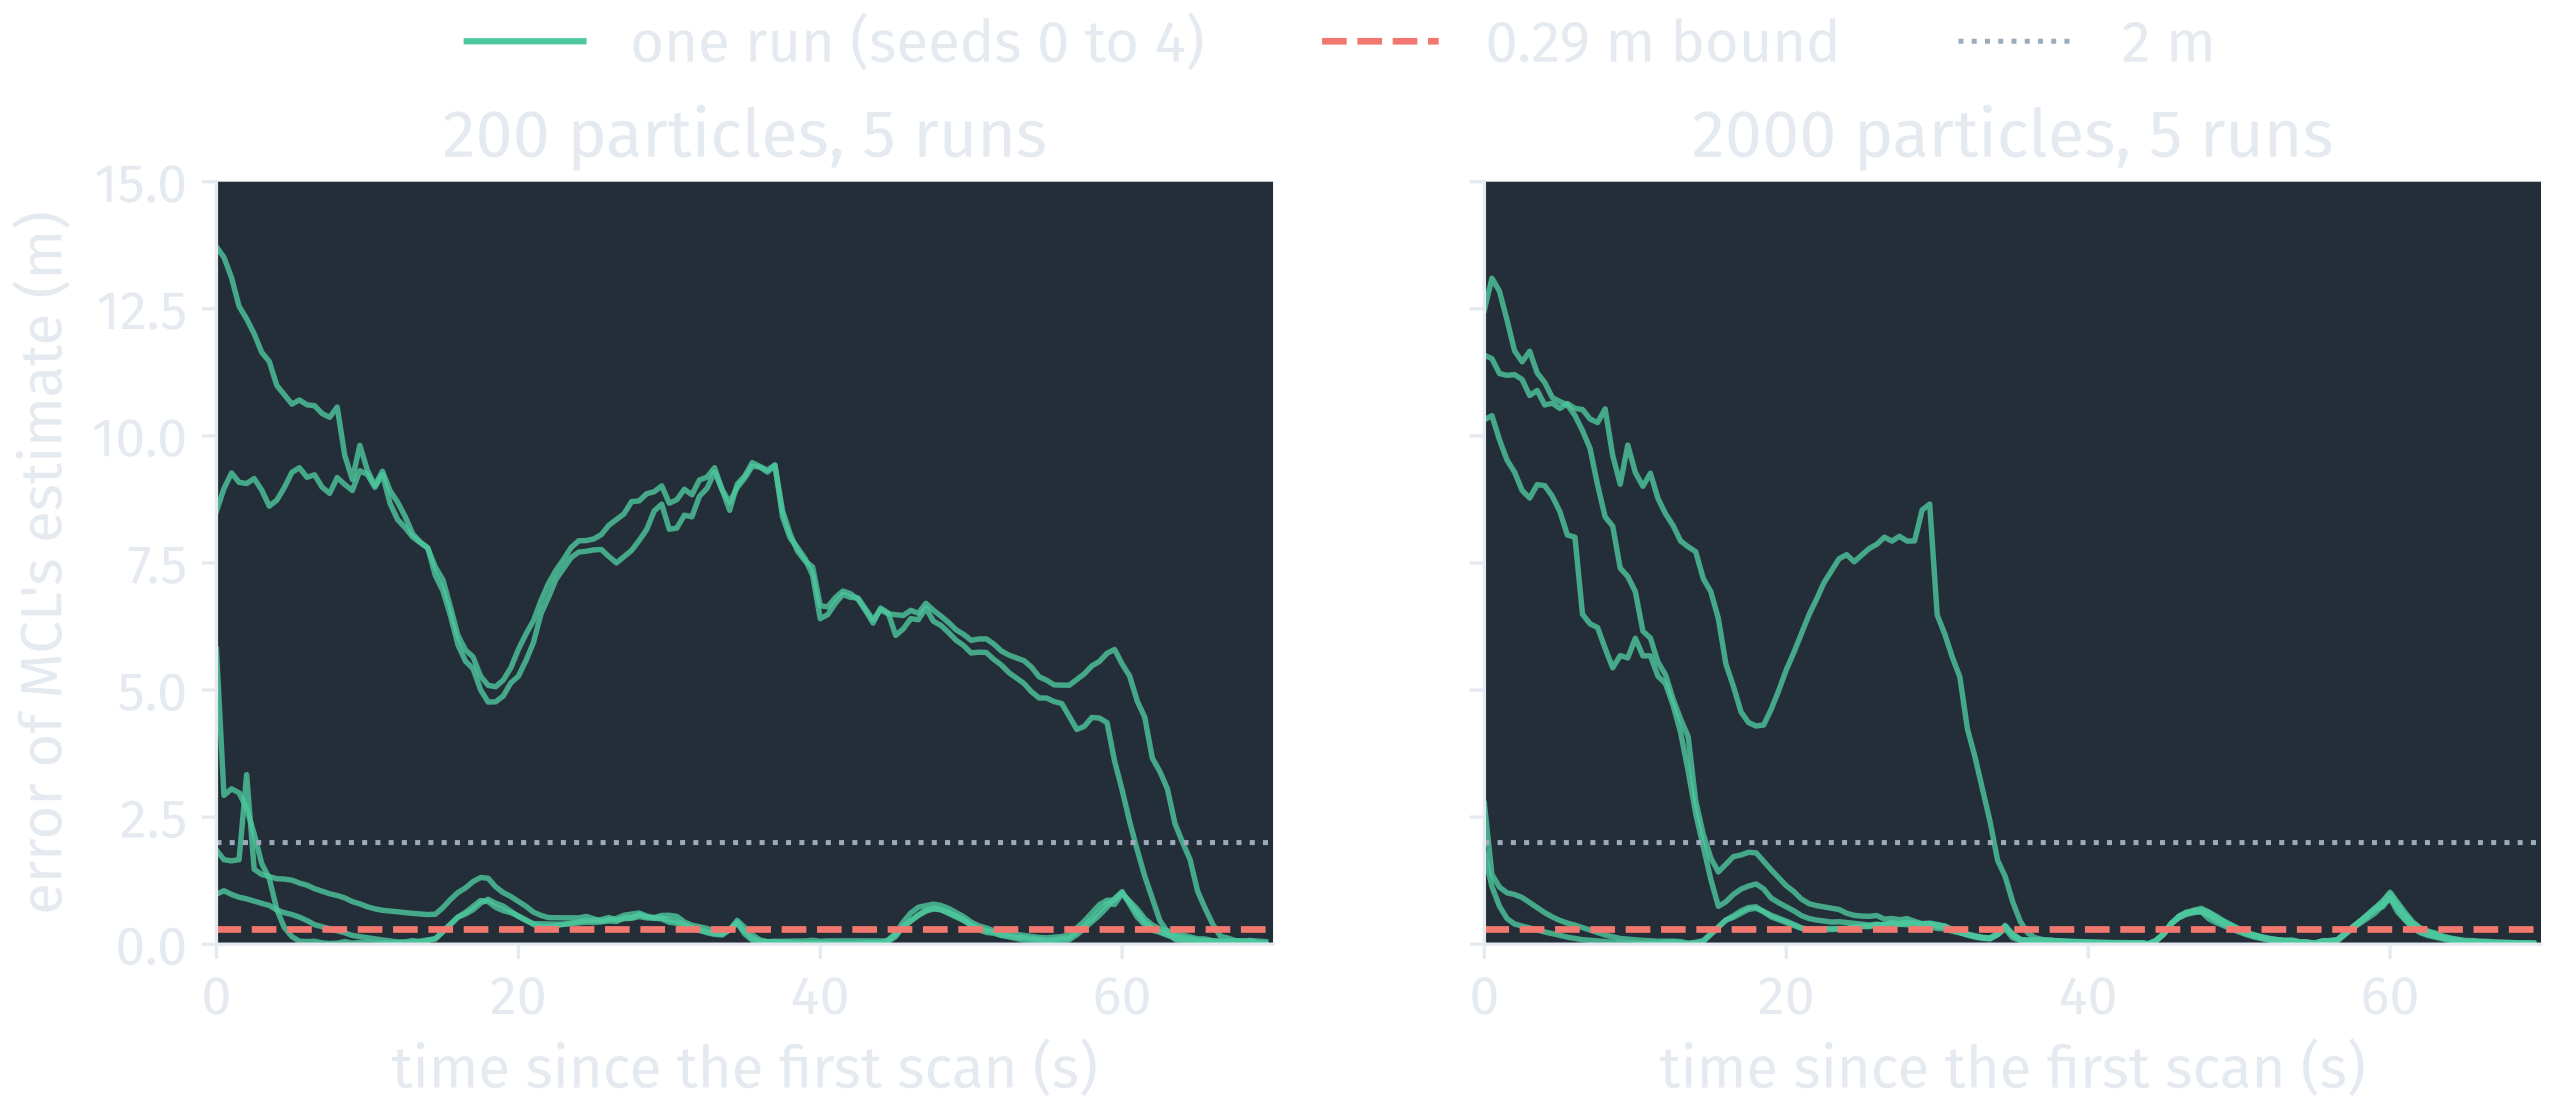 one run (seeds 0 to 4) 0.29 m bound 2 m
200 particles, 5 runs
2000 particles, 5 runs
error of MCL's estimate (m)
15.0
12.5
10.0
7.5
5.0
2.5
0.0
0 20 40 60
0 20 40 60
time since the first scan (s)
time since the first scan (s)